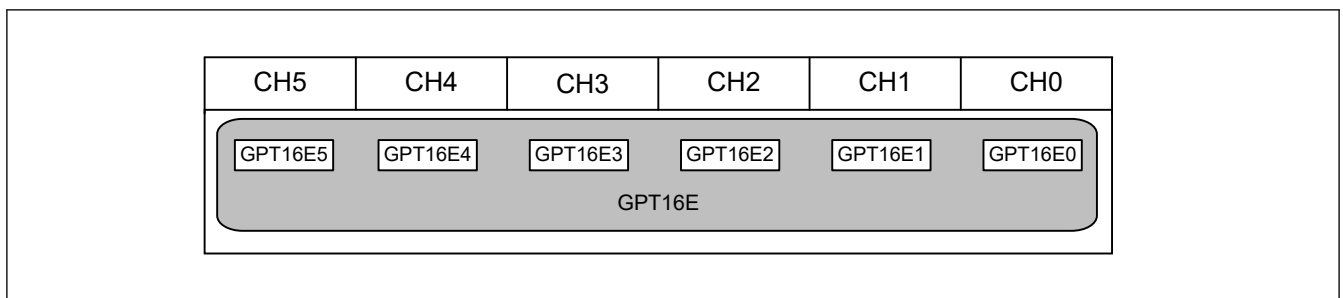 CH5 CH4 CH3 CH2 CH1 CH0
GPT16E5 GPT16E4 GPT16E3 GPT16E2 GPT16E1 GPT16E0
GPT16E